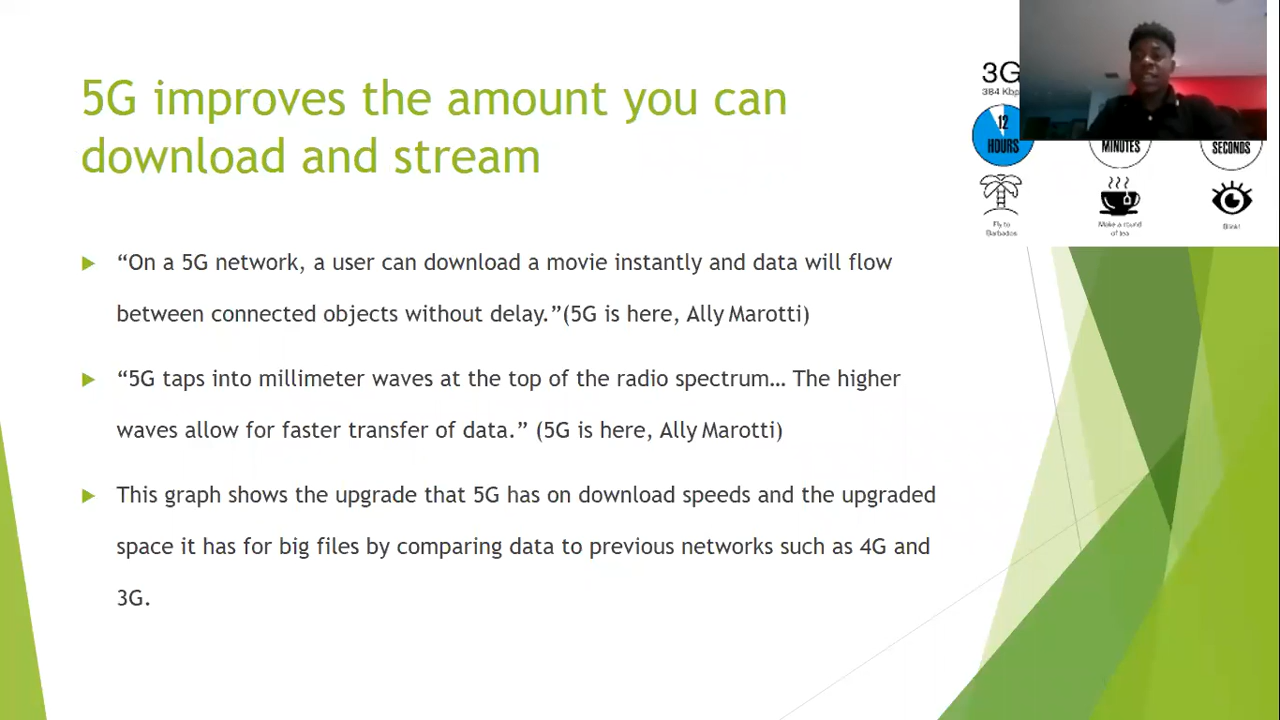 5G improves the amount you can
download and stream
“On a 5G network, a user can download a movie instantly and data will flow
between connected objects without delay.”(5G is here, Ally Marotti)
“5G taps into millimeter waves at the top of the radio spectrum… The higher
waves allow for faster transfer of data.” (5G is here, Ally Marotti)
This graph shows the upgrade that 5G has on download speeds and the upgraded
space it has for big files by comparing data to previous networks such as 4G and
3G.
3G
384 Kbp
12
HOURS
MINUTES
SECONDS
Fly to
Barbados
Make a round
of tea
Blink!